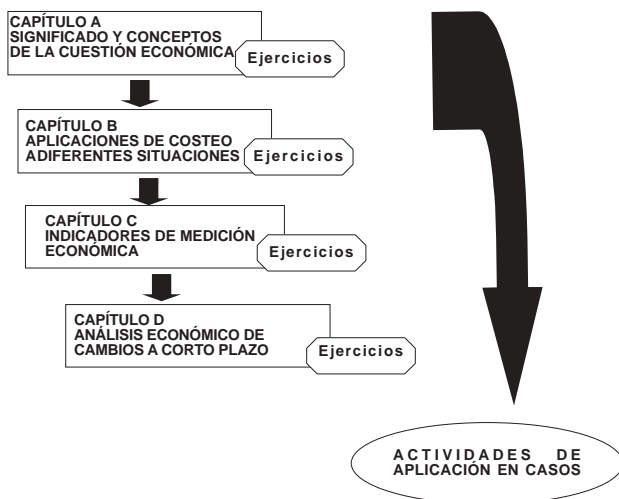 CAPÍTULO A
SIGNIFICADO Y CONCEPTOS
DE LA CUESTIÓN ECONÓMICA
Ejercicios
CAPÍTULO B
APLICACIONES DE COSTEO
ADIFERENTES SITUACIONES
Ejercicios
CAPÍTULO C
INDICADORES DE MEDICIÓN
ECONÓMICA
Ejercicios
CAPÍTULO D
ANÁLISIS ECONÓMICO DE
CAMBIOS A CORTO PLAZO
Ejercicios
ACTIVIDADES DE
APLICACIÓN EN CASOS